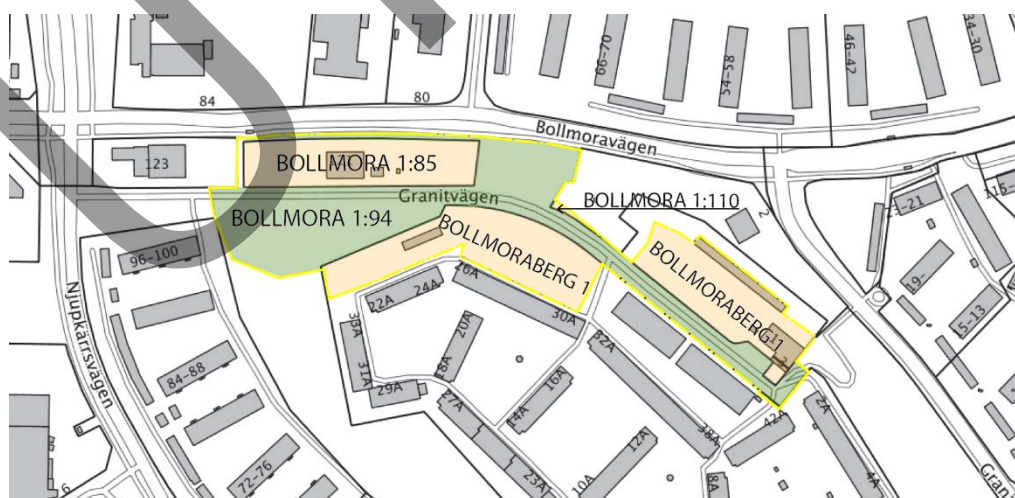 66-70
54-58
46-42
34-30
84
80
Bollmoravägen
123
BOLLMORA 1:85
Granitvägen
BOLLMORA 1:94
BOLLMORA 1:110
2
BOLLMORABERG 1
BOLLMORABERG 1
96-100
26A
22A
24A
30A
33A
31A
29A
20A
18A
32A
16A
14A
27A
23A
12A
10A
38A
42A
8A
2A
4A
84-88
72-76
6
Njupkärrsvägen
23-21
19-
15-13
Gran